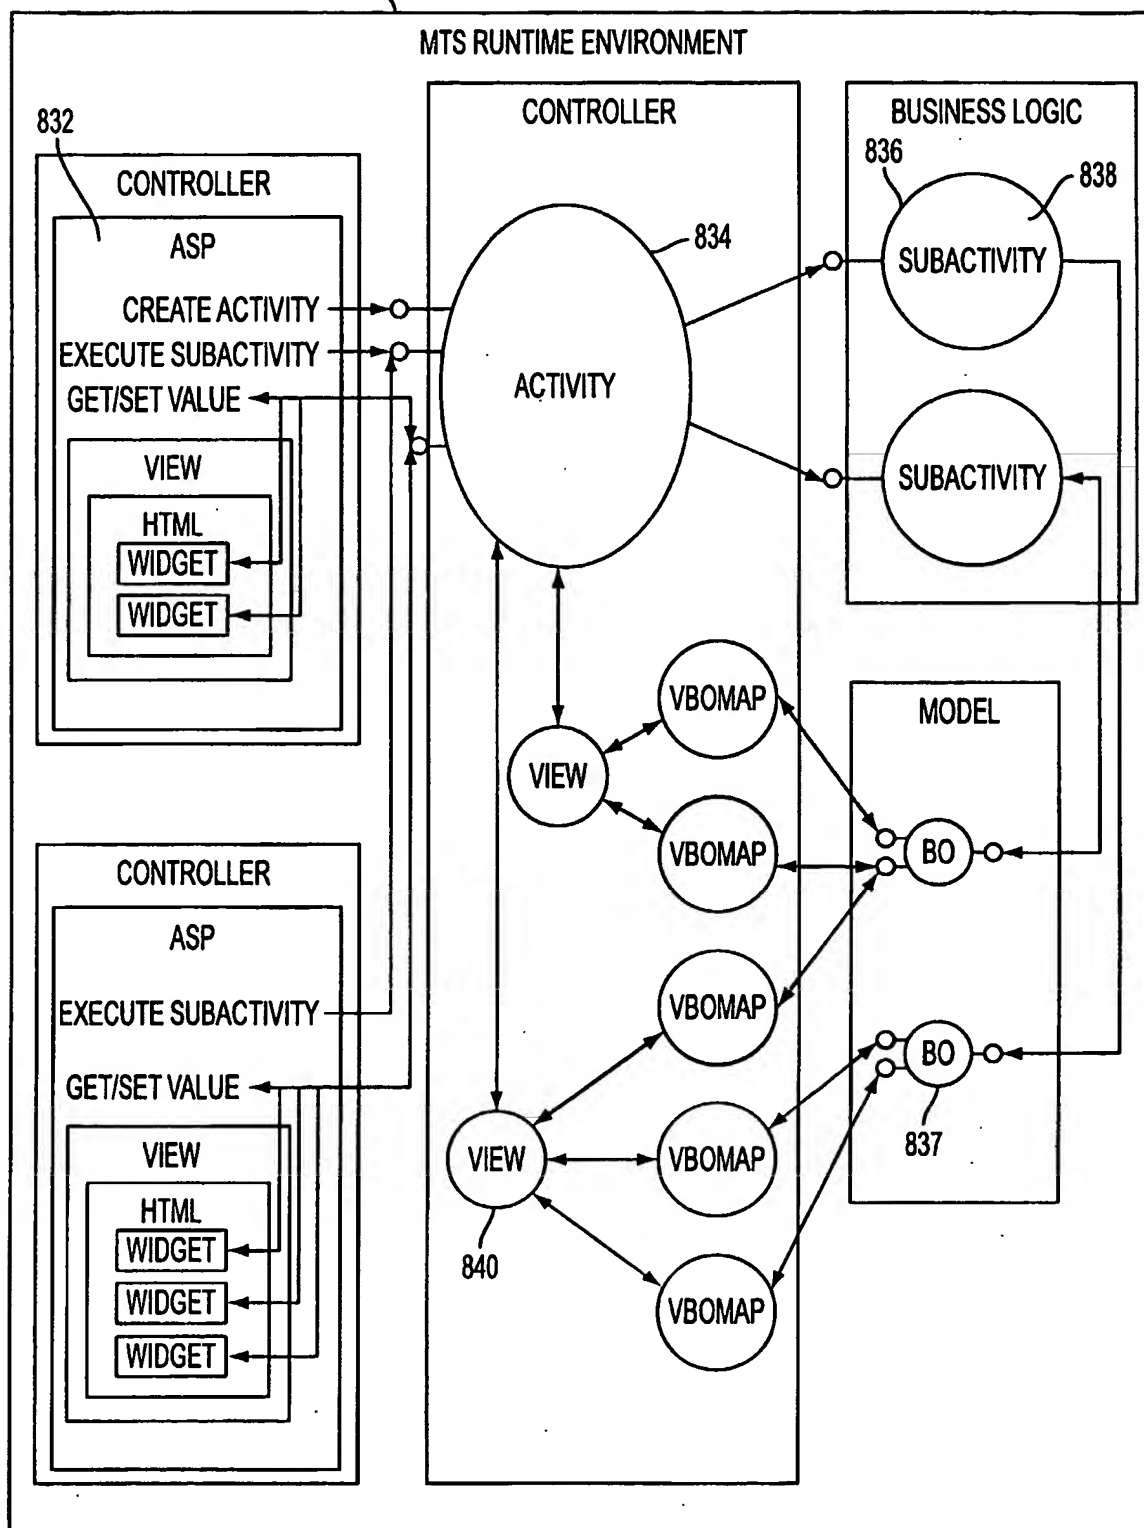 MTS RUNTIME ENVIRONMENT
832
CONTROLLER
ASP
CREATE ACTIVITY
EXECUTE SUBACTIVITY
GET/SET VALUE
VIEW
HTML
WIDGET
WIDGET
CONTROLLER
ASP
EXECUTE SUBACTIVITY
GET/SET VALUE
VIEW
HTML
WIDGET
WIDGET
WIDGET
CONTROLLER
834
ACTIVITY
VBOMAP
VIEW
VBOMAP
VBOMAP
VIEW
VBOMAP
840
VBOMAP
BUSINESS LOGIC
836
838
SUBACTIVITY
SUBACTIVITY
MODEL
BO
BO
837